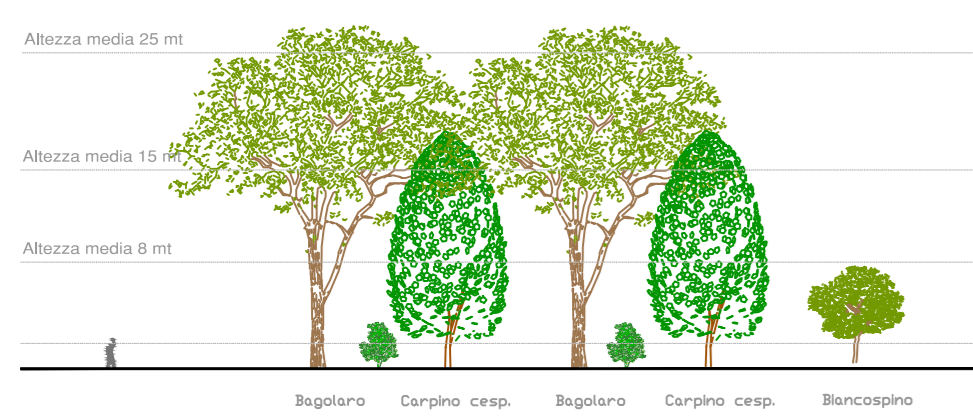 Altezza media 25 mt
Altezza media 15 mt
Altezza media 8 mt
Bagolaro Carpino cesp. Bagolaro Carpino cesp. Biancospino